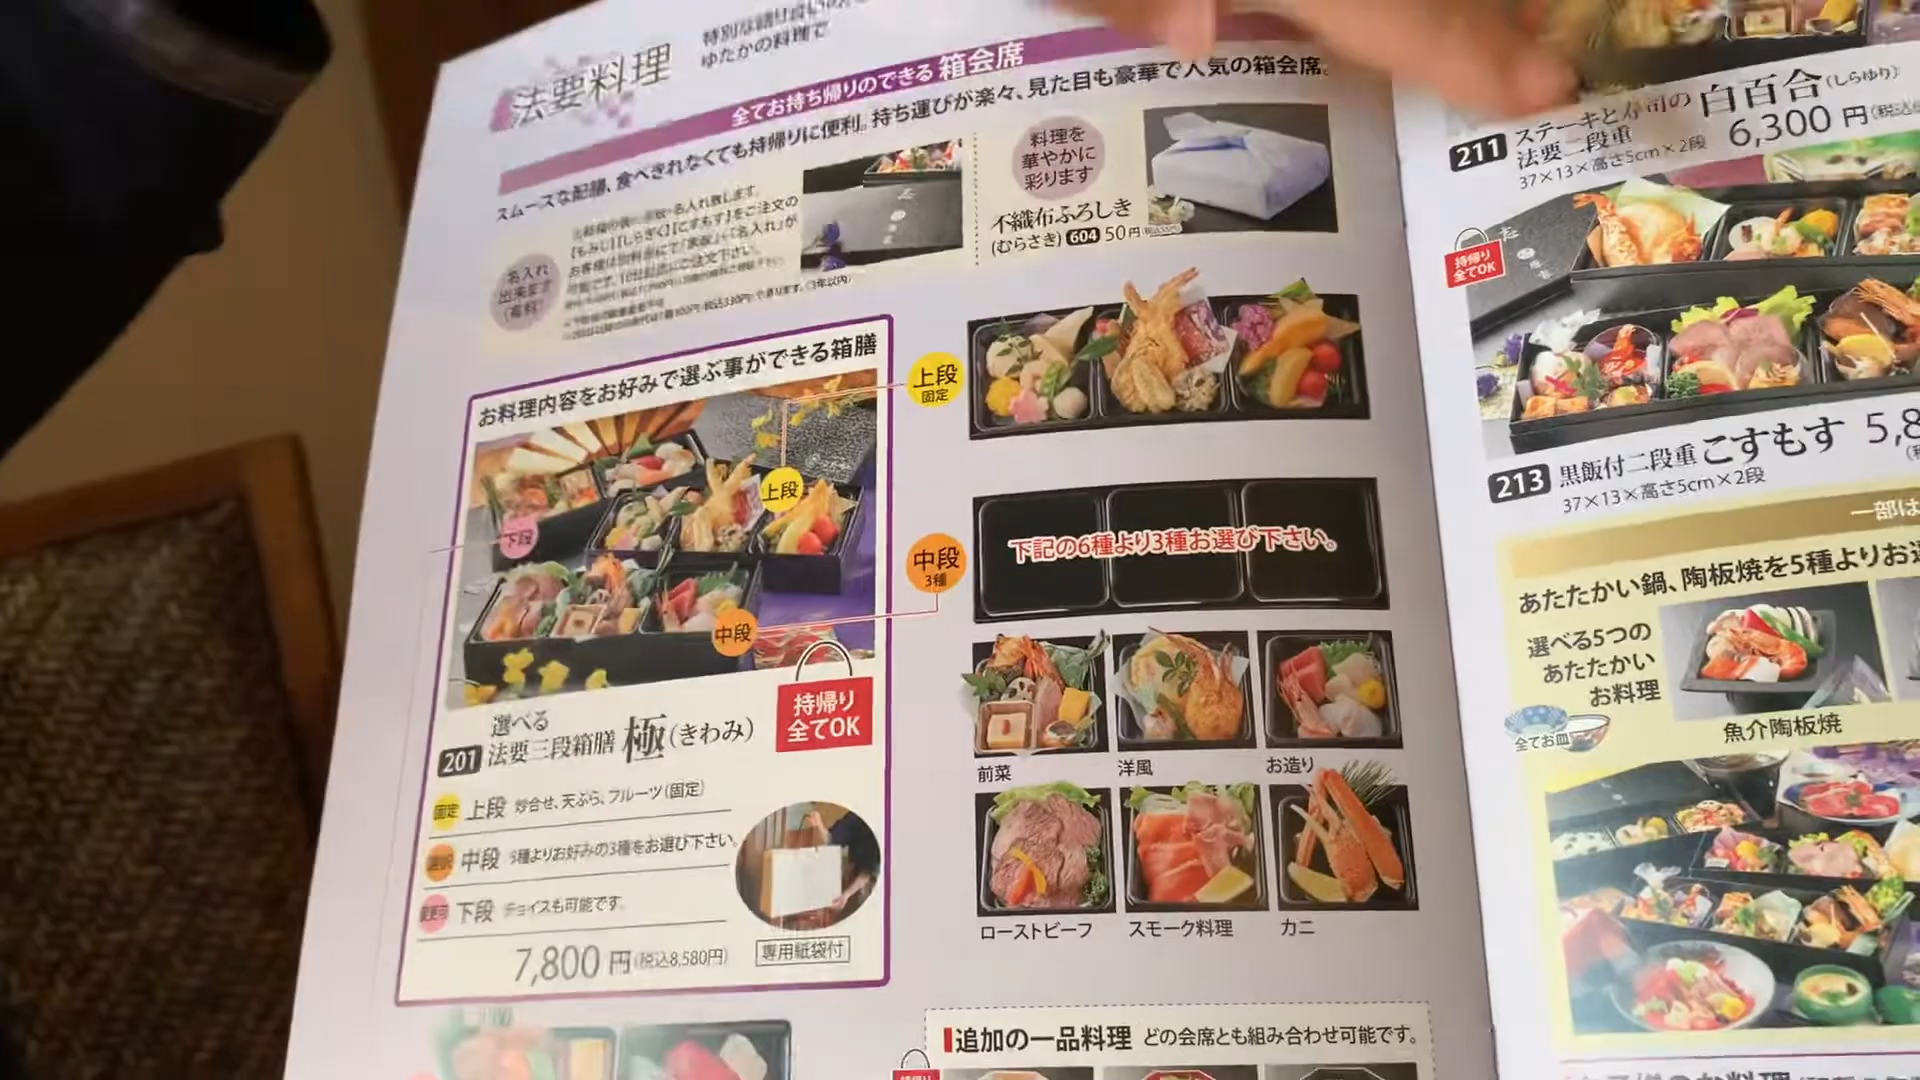 法要料理
ゆたかの料理で
全てお持ち帰りのできる 箱会席
スムーズな配膳、食べきれなくても持帰りに便利。持ち運びが楽々、見た目も豪華で人気の箱会席。
名入れ
出来ます
(有料)
料理を
華やかに
彩ります
不織布ふろしき
(むらさき) 604 50円
お料理内容をお好みで選ぶ事ができる箱膳
上段
下段
中段
選べる
201 法要三段箱膳 極(きわみ)
持帰り
全てOK
固定 上段 炒合せ、天ぷら、フルーツ(固定)
選択 中段 6種よりお好みの3種をお選び下さい。
変更可 下段 チョイスも可能です。
7,800円(税込8,580円)
専用紙袋付
上段
固定
中段
3種
下記の6種より3種お選び下さい。
前菜
洋風
お造り
ローストビーフ
スモーク料理
カニ
追加の一品料理 どの会席とも組み合わせ可能です。
持帰り
211 ステーキと寿司の
法要二段重
白百合(しらゆり)
37×13×高さ5cm×2段
6,300円
持帰り
全てOK
213 黒飯付二段重 こすもす 5,8
37×13×高さ5cm×2段
一部は
あたたかい鍋、陶板焼を5種よりお選
選べる5つの
あたたかい
お料理
全てお皿
魚介陶板焼